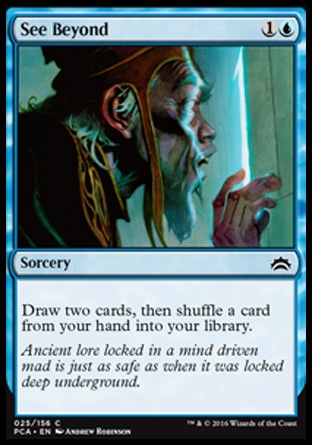 See Beyond 1
Sorcery
Draw two cards, then shuffle a card
from your hand into your library.
Ancient lore locked in a mind driven
mad is just as safe as when it was locked
deep underground.
025/156 C
PCA • EN Andrew Robinson ™ & © 2016 Wizards of the Coast